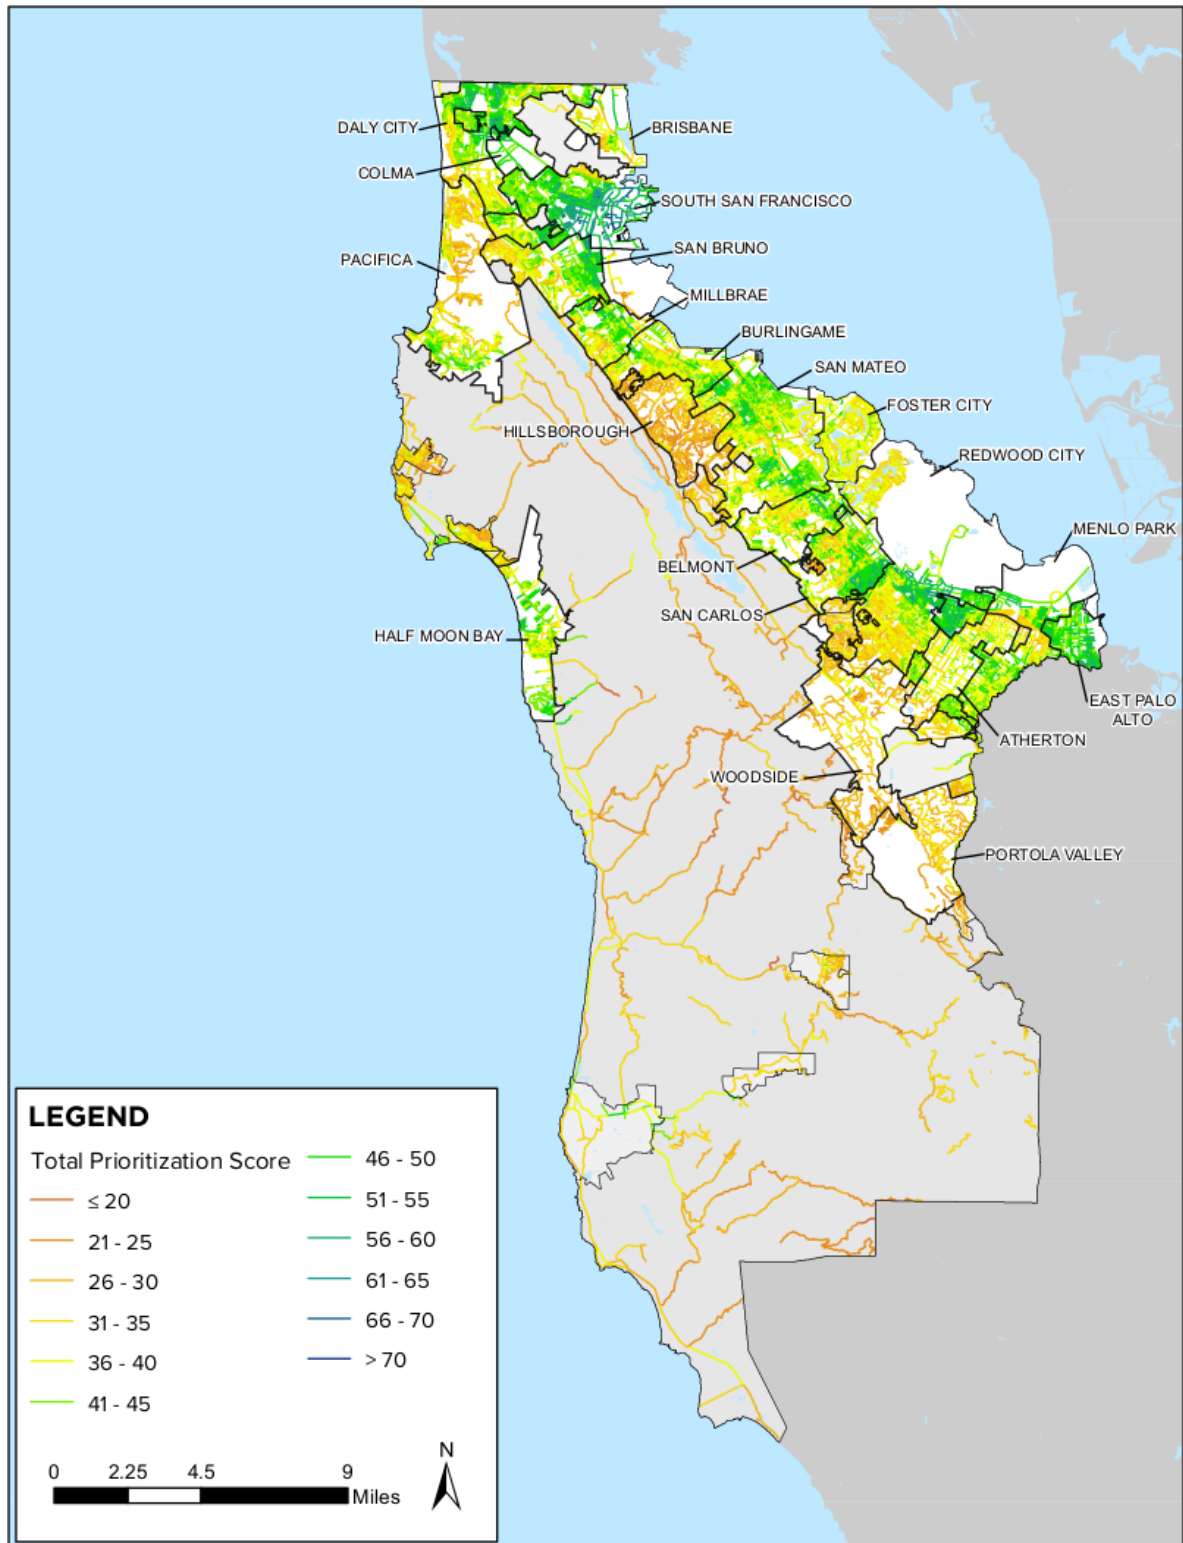 DALY CITY
BRISBANE
COLMA
SOUTH SAN FRANCISCO
SAN BRUNO
PACIFICA
MILLBRAE
BURLINGAME
SAN MATEO
FOSTER CITY
HILLSBOROUGH
REDWOOD CITY
MENLO PARK
BELMONT
SAN CARLOS
HALF MOON BAY
EAST PALO
ALTO
ATHERTON
WOODSIDE
PORTOLA VALLEY
LEGEND
Total Prioritization Score
≤ 20
21 - 25
26 - 30
31 - 35
36 - 40
41 - 45
46 - 50
51 - 55
56 - 60
61 - 65
66 - 70
> 70
N
0 2.25 4.5 9
Miles